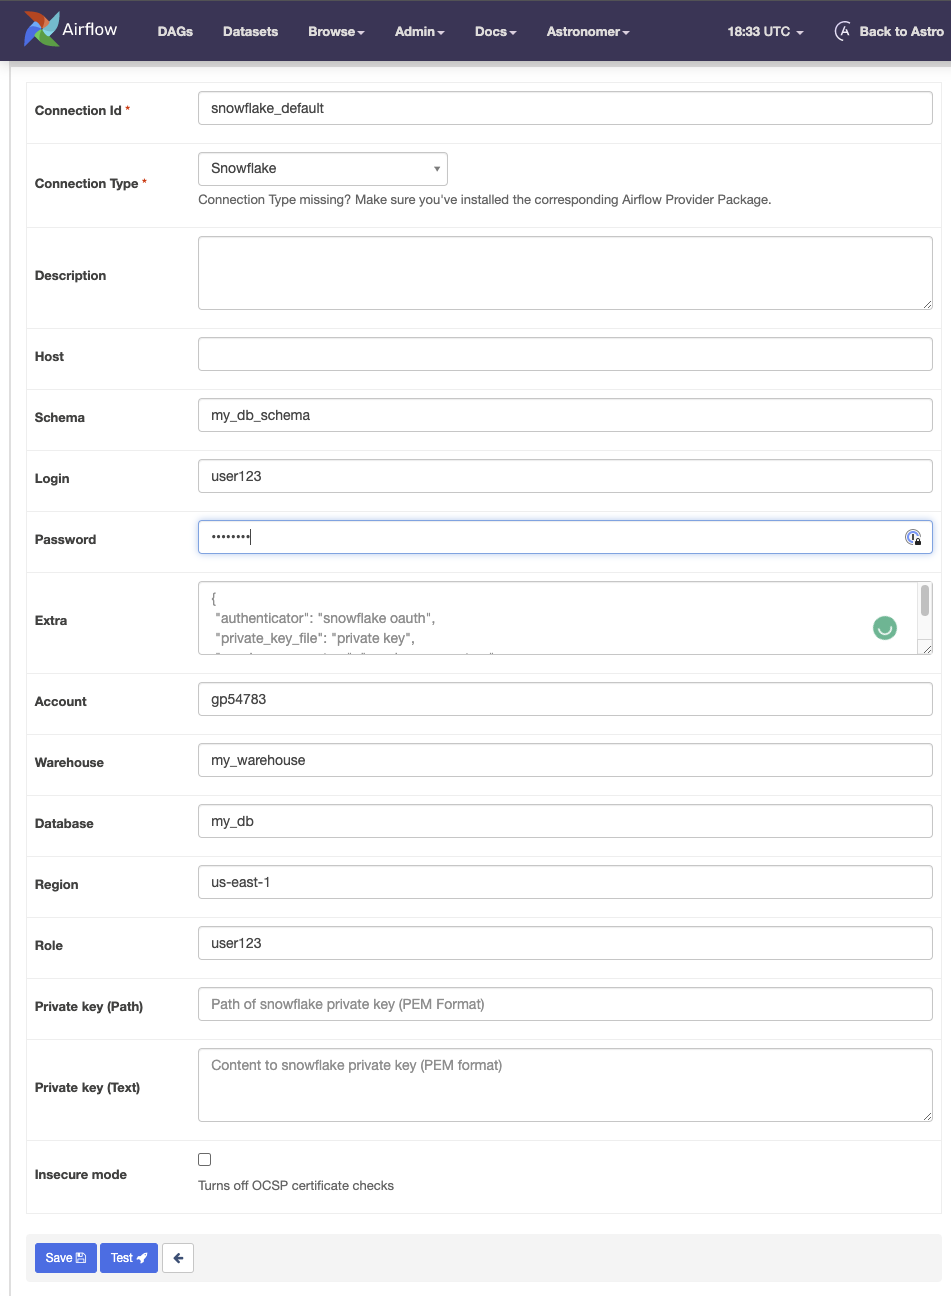 Airflow DAGs Datasets Browse Admin Docs Astronomer 18:33 UTC Back to Astro
Connection Id * snowflake_default
Connection Type * Snowflake
Connection Type missing? Make sure you've installed the corresponding Airflow Provider Package.
Description
Host
Schema my_db_schema
Login user123
Password ••••••••
Extra
{
"authenticator": "snowflake oauth",
"private_key_file": "private key",
Account gp54783
Warehouse my_warehouse
Database my_db
Region us-east-1
Role user123
Private key (Path) Path of snowflake private key (PEM Format)
Private key (Text) Content to snowflake private key (PEM format)
Insecure mode
Turns off OCSP certificate checks
Save Test